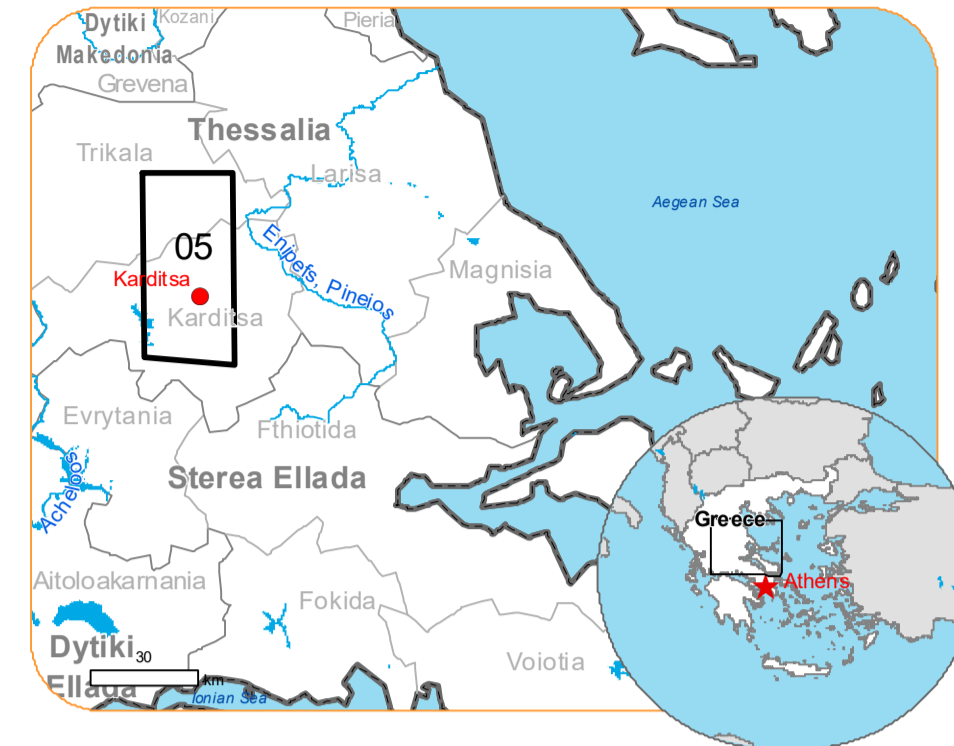 Dytiki
Makedonia
Kozani
Pieria
Grevena
Thessalia
Trikala
Larisa
Aegean Sea
05
Enipefs, Pineios
Magnisia
Karditsa
Karditsa
Evrytania
Fthiotida
Sterea Ellada
Acheloos
Greece
Athens
Aitoloakarnania
Fokida
Dytiki
Ellada
30
km
Voiotia
Ionian Sea